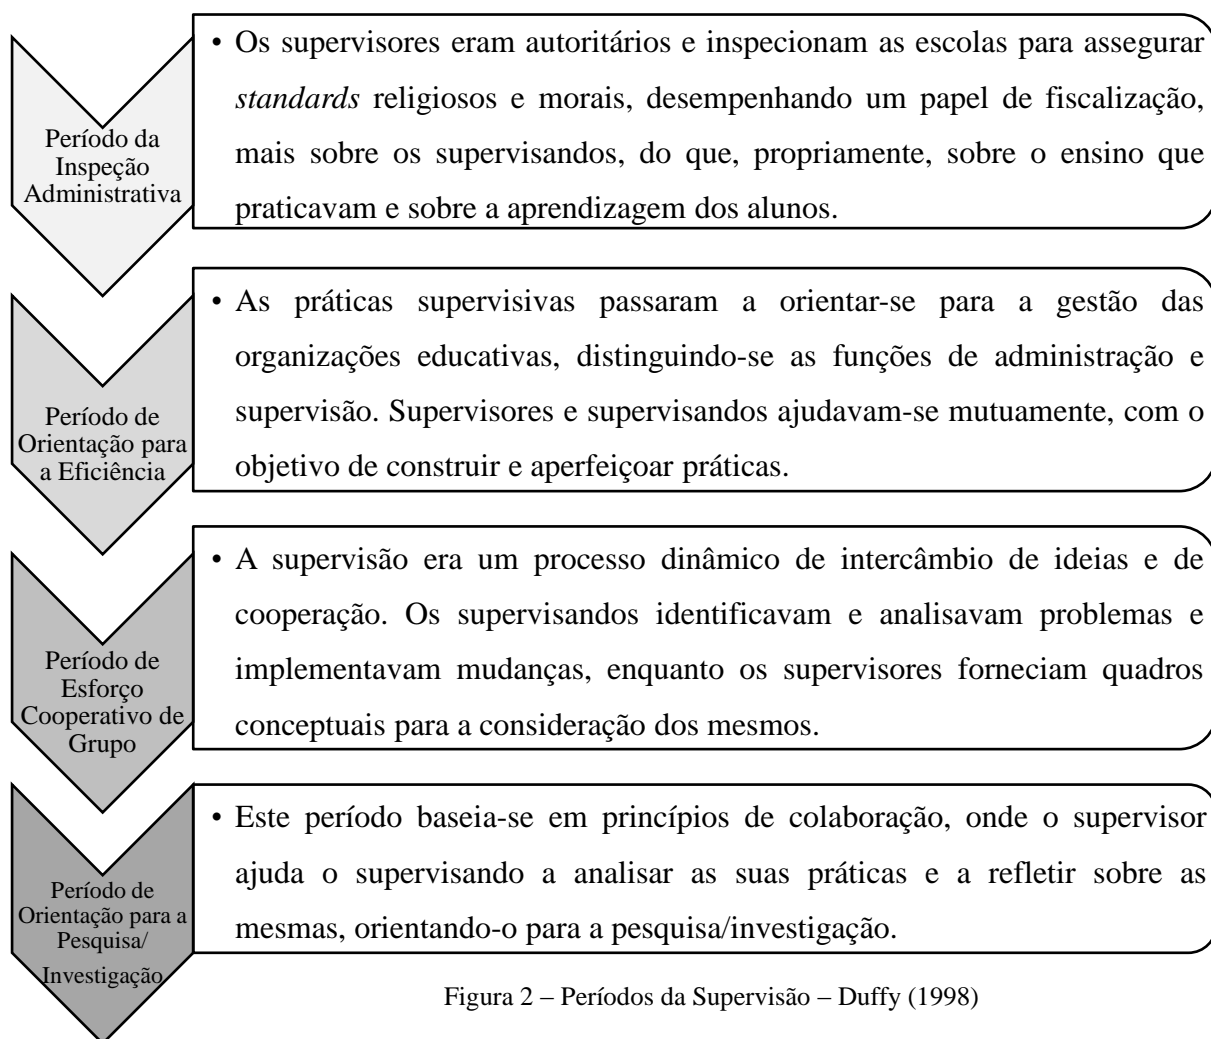 Período da
Inspeção
Administrativa
• Os supervisores eram autoritários e inspecionam as escolas para assegurar
standards religiosos e morais, desempenhando um papel de fiscalização,
mais sobre os supervisandos, do que, propriamente, sobre o ensino que
praticavam e sobre a aprendizagem dos alunos.
Período de
Orientação para
a Eficiência
• As práticas supervisivas passaram a orientar-se para a gestão das
organizações educativas, distinguindo-se as funções de administração e
supervisão. Supervisores e supervisandos ajudavam-se mutuamente, com o
objetivo de construir e aperfeiçoar práticas.
Período de
Esforço
Cooperativo de
Grupo
• A supervisão era um processo dinâmico de intercâmbio de ideias e de
cooperação. Os supervisandos identificavam e analisavam problemas e
implementavam mudanças, enquanto os supervisores forneciam quadros
conceptuais para a consideração dos mesmos.
Período de
Orientação para a
Pesquisa/
Investigação
• Este período baseia-se em princípios de colaboração, onde o supervisor
ajuda o supervisando a analisar as suas práticas e a refletir sobre as
mesmas, orientando-o para a pesquisa/investigação.
Figura 2 – Períodos da Supervisão – Duffy (1998)